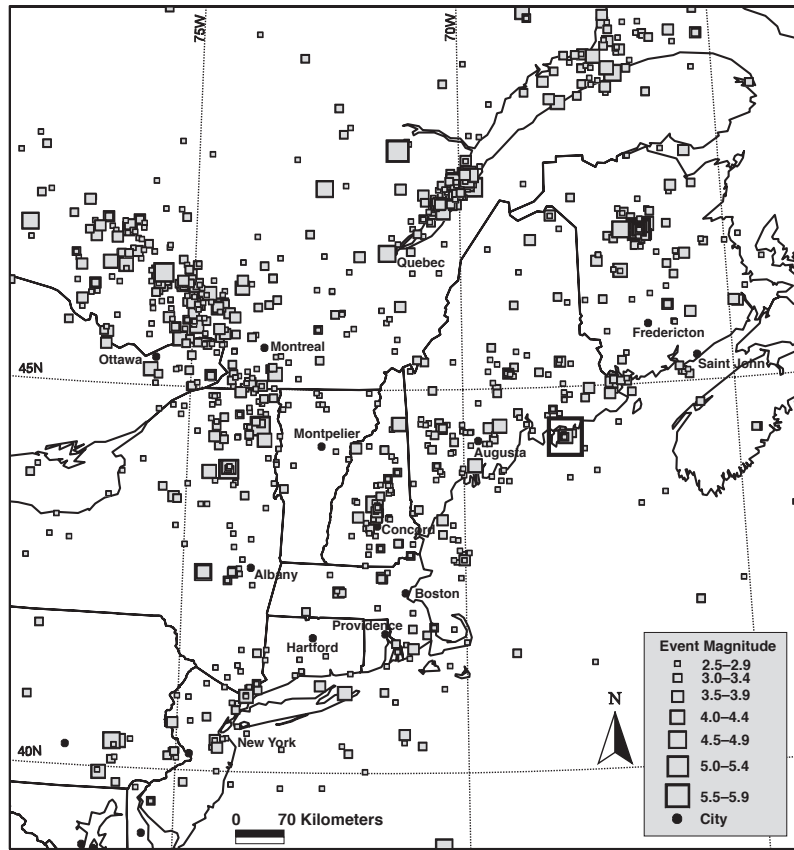 75W
70W
Quebec
Fredericton
Montreal
Ottawa
Saint John
45N
Montpelier
Augusta
Concord
Albany
Boston
Providence
Hartford
Event Magnitude
2.5–2.9
3.0–3.4
3.5–3.9
N
4.0–4.4
4.5–4.9
New York
40N
5.0–5.4
5.5–5.9
City
0 70 Kilometers